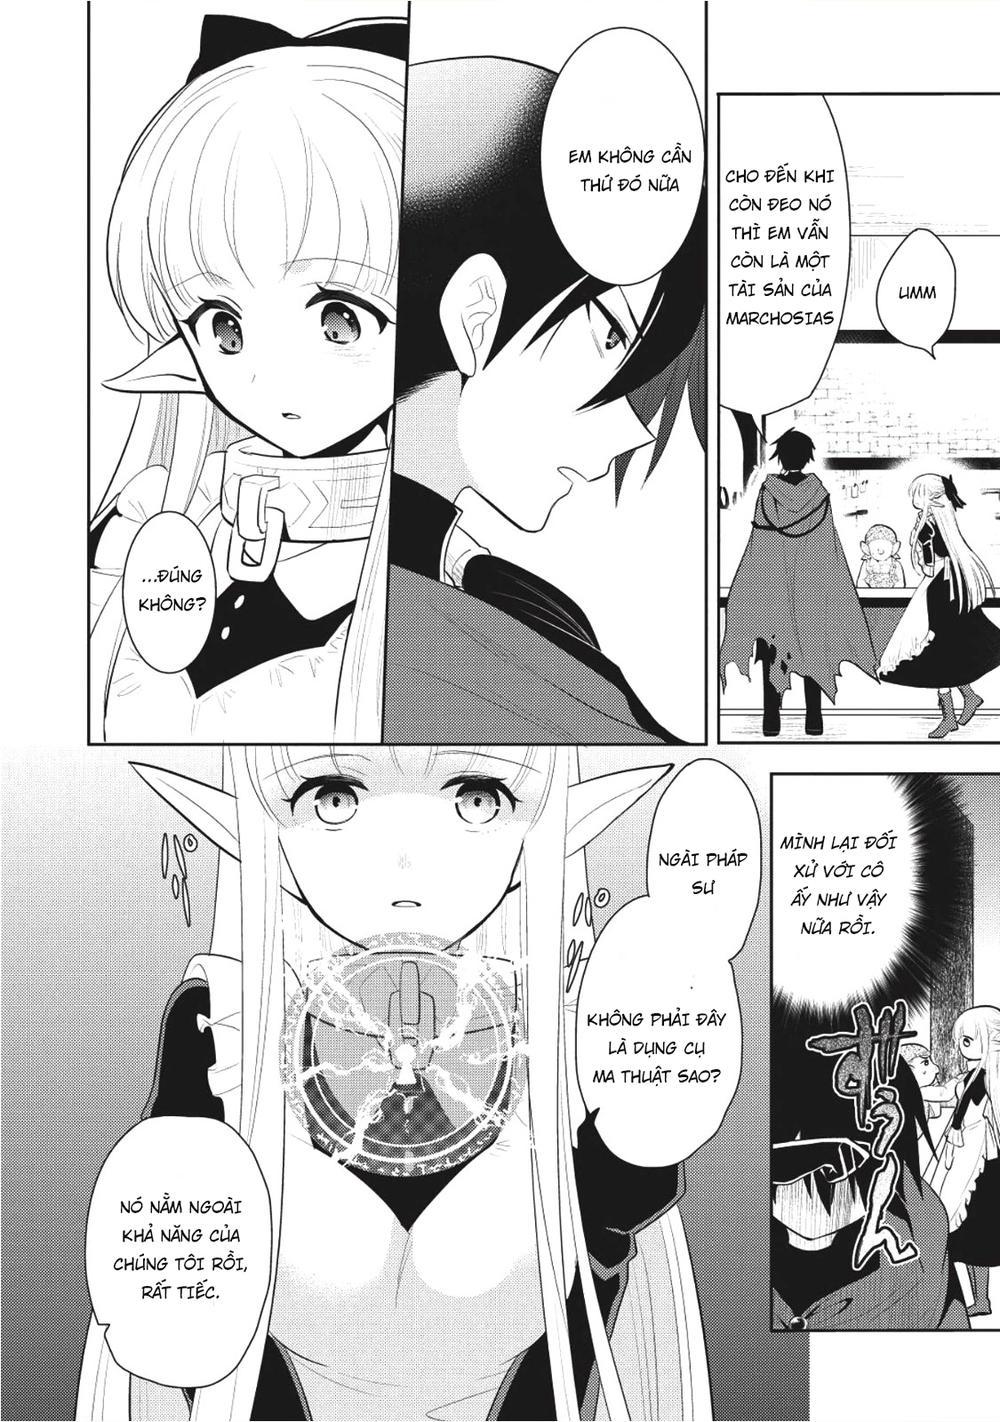 UMM
CHO ĐẾN KHI
CÒN ĐEO NÓ
THÌ EM VẪN
CÒN LÀ MỘT
TÀI SẢN CỦA
MARCHOSIAS
EM KHÔNG CẦN
THỨ ĐÓ NỮA
...ĐÚNG
KHÔNG?
MÌNH LẠI ĐỐI
XỬ VỚI CÔ
ẤY NHƯ VẬY
NỮA RỒI.
ずぅん
NGÀI PHÁP
SƯ
KHÔNG PHẢI ĐÂY
LÀ DỤNG CỤ
MA THUẬT SAO?
NÓ NẰM NGOÀI
KHẢ NĂNG CỦA
CHÚNG TÔI RỒI,
RẤT TIẾC.